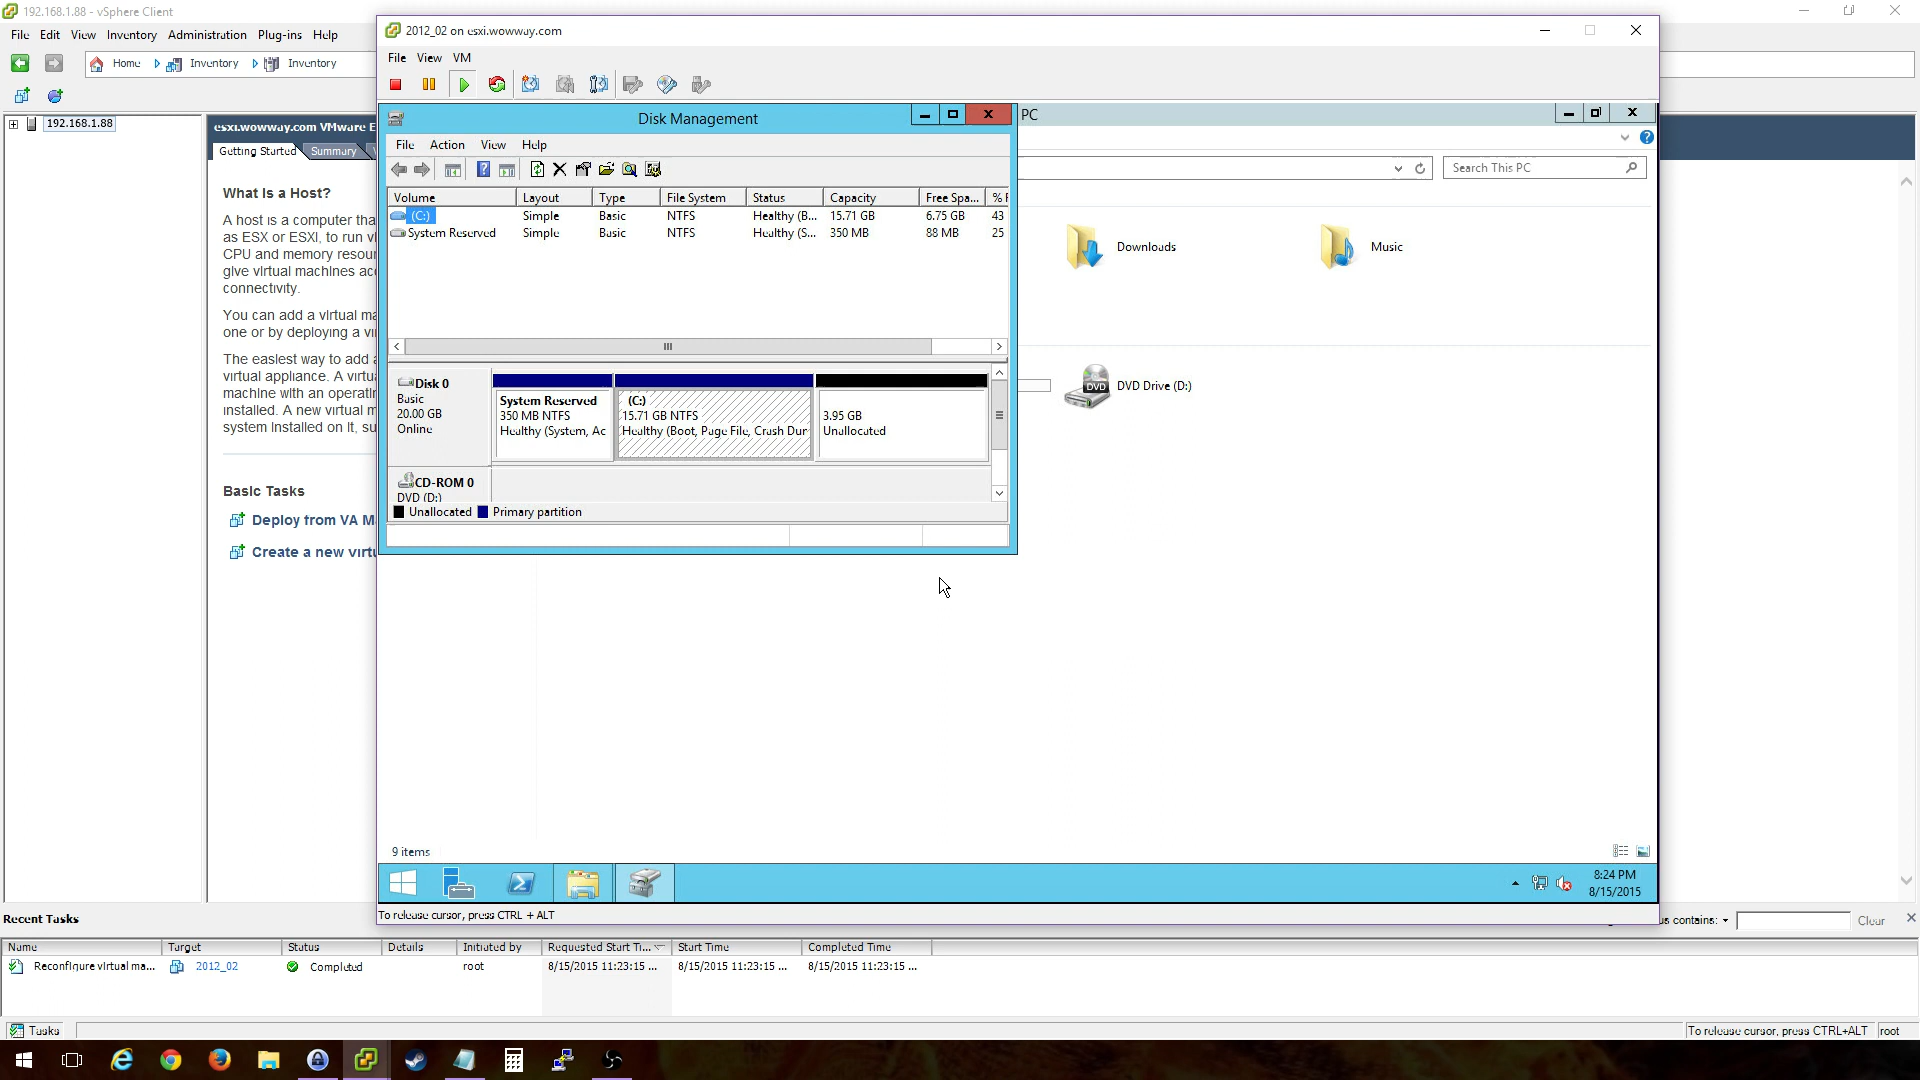 192.168.1.88 - vSphere Client
File Edit View Inventory Administration Plug-ins Help
Home Inventory Inventory
192.168.1.88
esxi.wowway.com VMware E
Getting Started Summary
What Is a Host?
A host is a computer tha
as ESX or ESXi, to run vi
CPU and memory resour
give virtual machines acc
connectivity.
You can add a virtual ma
one or by deploying a vi
The easiest way to add a
virtual appliance. A virtua
machine with an operatin
installed. A new virtual m
system installed on it, su
Basic Tasks
Deploy from VA Ma
Create a new virtu
2012_02 on esxi.wowway.com
File View VM
Disk Management
File Action View Help
Volume Layout Type File System Status Capacity Free Spa... % F
(C:) Simple Basic NTFS Healthy (B... 15.71 GB 6.75 GB 43
System Reserved Simple Basic NTFS Healthy (S... 350 MB 88 MB 25
Disk 0
Basic
20.00 GB
Online
System Reserved
350 MB NTFS
Healthy (System, Ac
(C:)
15.71 GB NTFS
Healthy (Boot, Page File, Crash Dur
3.95 GB
Unallocated
CD-ROM 0
DVD (D:)
Unallocated Primary partition
PC
Search This PC
Downloads
Music
DVD
DVD Drive (D:)
9 items
8:24 PM
8/15/2015
To release cursor, press CTRL + ALT
Recent Tasks
us contains: Clear
Name Target Status Details Initiated by Requested Start Ti... Start Time Completed Time
Reconfigure virtual ma... 2012_02 Completed root 8/15/2015 11:23:15 ... 8/15/2015 11:23:15 ... 8/15/2015 11:23:15 ...
Tasks
To release cursor, press CTRL+ALT root